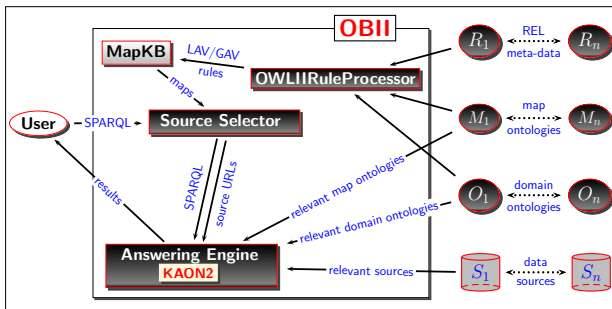 OBII
MapKB
LAV/GAV
rules
OWLIIRuleProcessor
maps
User
SPARQL
Source Selector
SPARQL
source URLs
results
Answering Engine
KAON2
relevant map ontologies
relevant domain ontologies
relevant sources
R1
REL
meta-data
Rn
M1
map
ontologies
Mn
O1
domain
ontologies
On
S1
data
sources
Sn